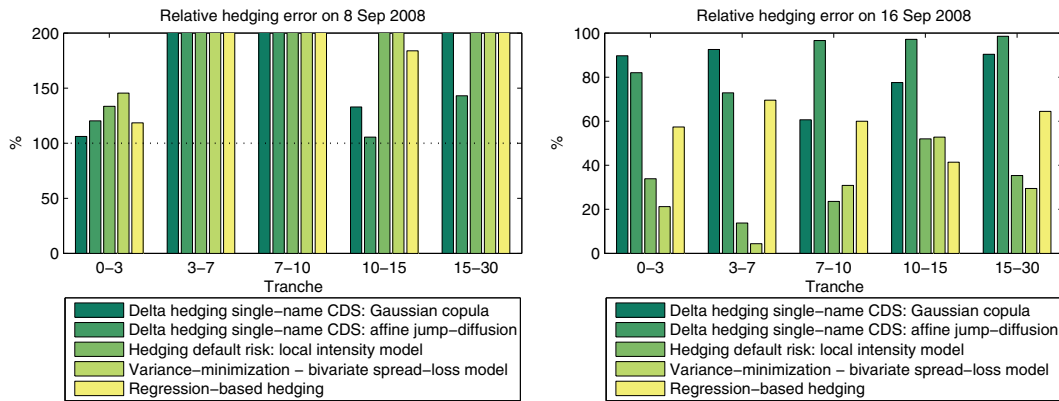 Relative hedging error on 8 Sep 2008
200
150
100
50
0
%
0−3
3−7
7−10
10−15
15−30
Tranche
Delta hedging single−name CDS: Gaussian copula
Delta hedging single−name CDS: affine jump−diffusion
Hedging default risk: local intensity model
Variance−minimization − bivariate spread−loss model
Regression−based hedging
Relative hedging error on 16 Sep 2008
100
80
60
40
20
0
%
0−3
3−7
7−10
10−15
15−30
Tranche
Delta hedging single−name CDS: Gaussian copula
Delta hedging single−name CDS: affine jump−diffusion
Hedging default risk: local intensity model
Variance−minimization − bivariate spread−loss model
Regression−based hedging